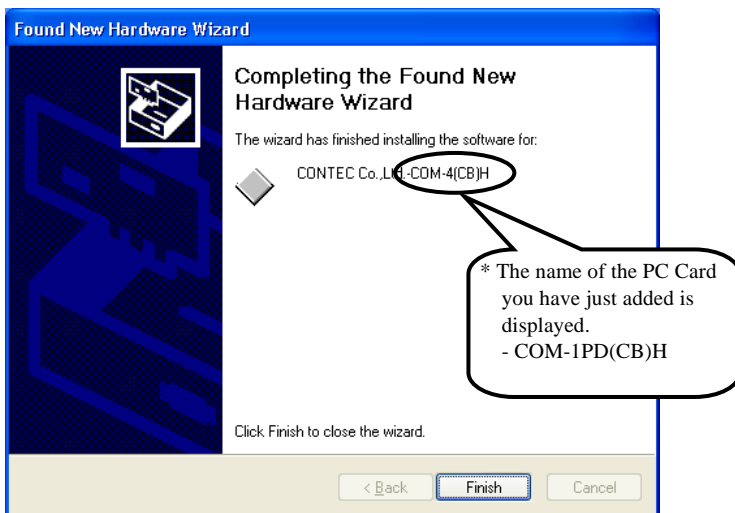 Found New Hardware Wizard
Completing the Found New
Hardware Wizard
The wizard has finished installing the software for:
CONTEC Co.,Ltd.-COM-4(CB)H
* The name of the PC Card
you have just added is
displayed.
- COM-1PD(CB)H
Click Finish to close the wizard.
< Back
Finish
Cancel